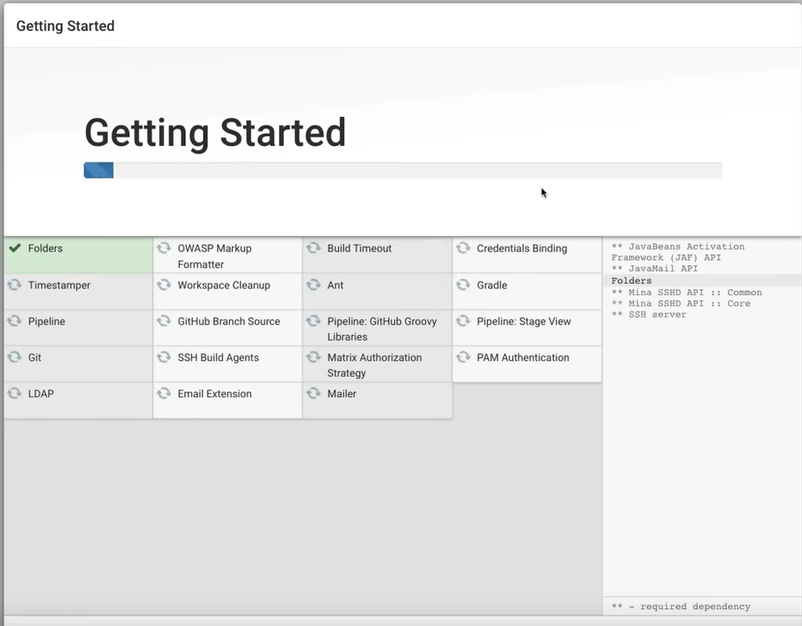 Getting Started
Getting Started
Folders
OWASP Markup
Formatter
Build Timeout
Credentials Binding
Timestamper
Workspace Cleanup
Ant
Gradle
Pipeline
GitHub Branch Source
Pipeline: GitHub Groovy
Libraries
Pipeline: Stage View
Git
SSH Build Agents
Matrix Authorization
Strategy
PAM Authentication
LDAP
Email Extension
Mailer
** JavaBeans Activation
Framework (JAF) API
** JavaMail API
Folders
** Mina SSHD API :: Common
** Mina SSHD API :: Core
** SSH server
** - required dependency